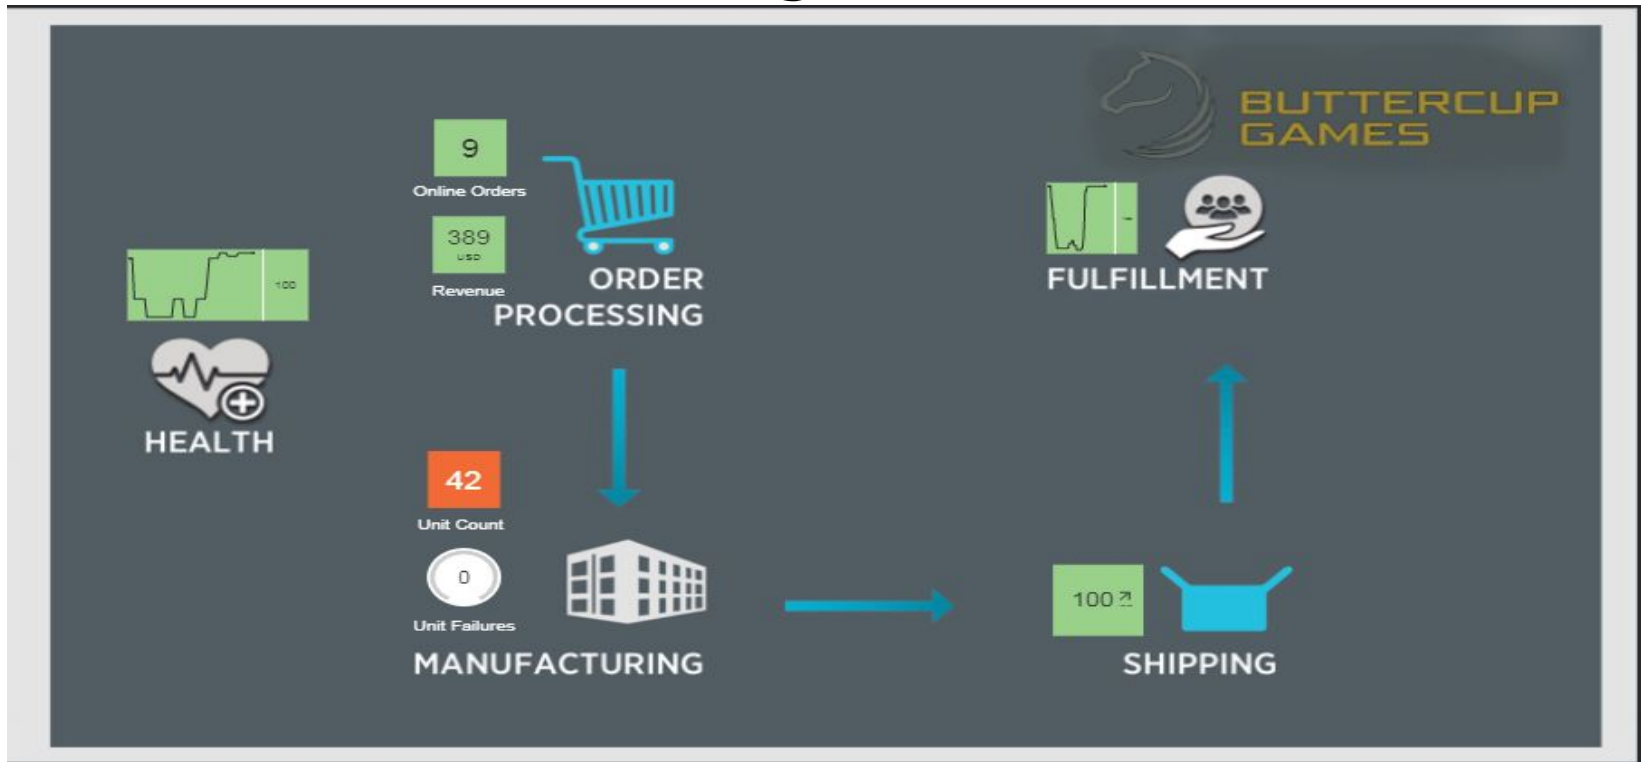 BUTTERCUP
GAMES
9
Online Orders
389
USD
Revenue
ORDER
PROCESSING
100
HEALTH
FULFILLMENT
42
Unit Count
0
Unit Failures
MANUFACTURING
100
SHIPPING